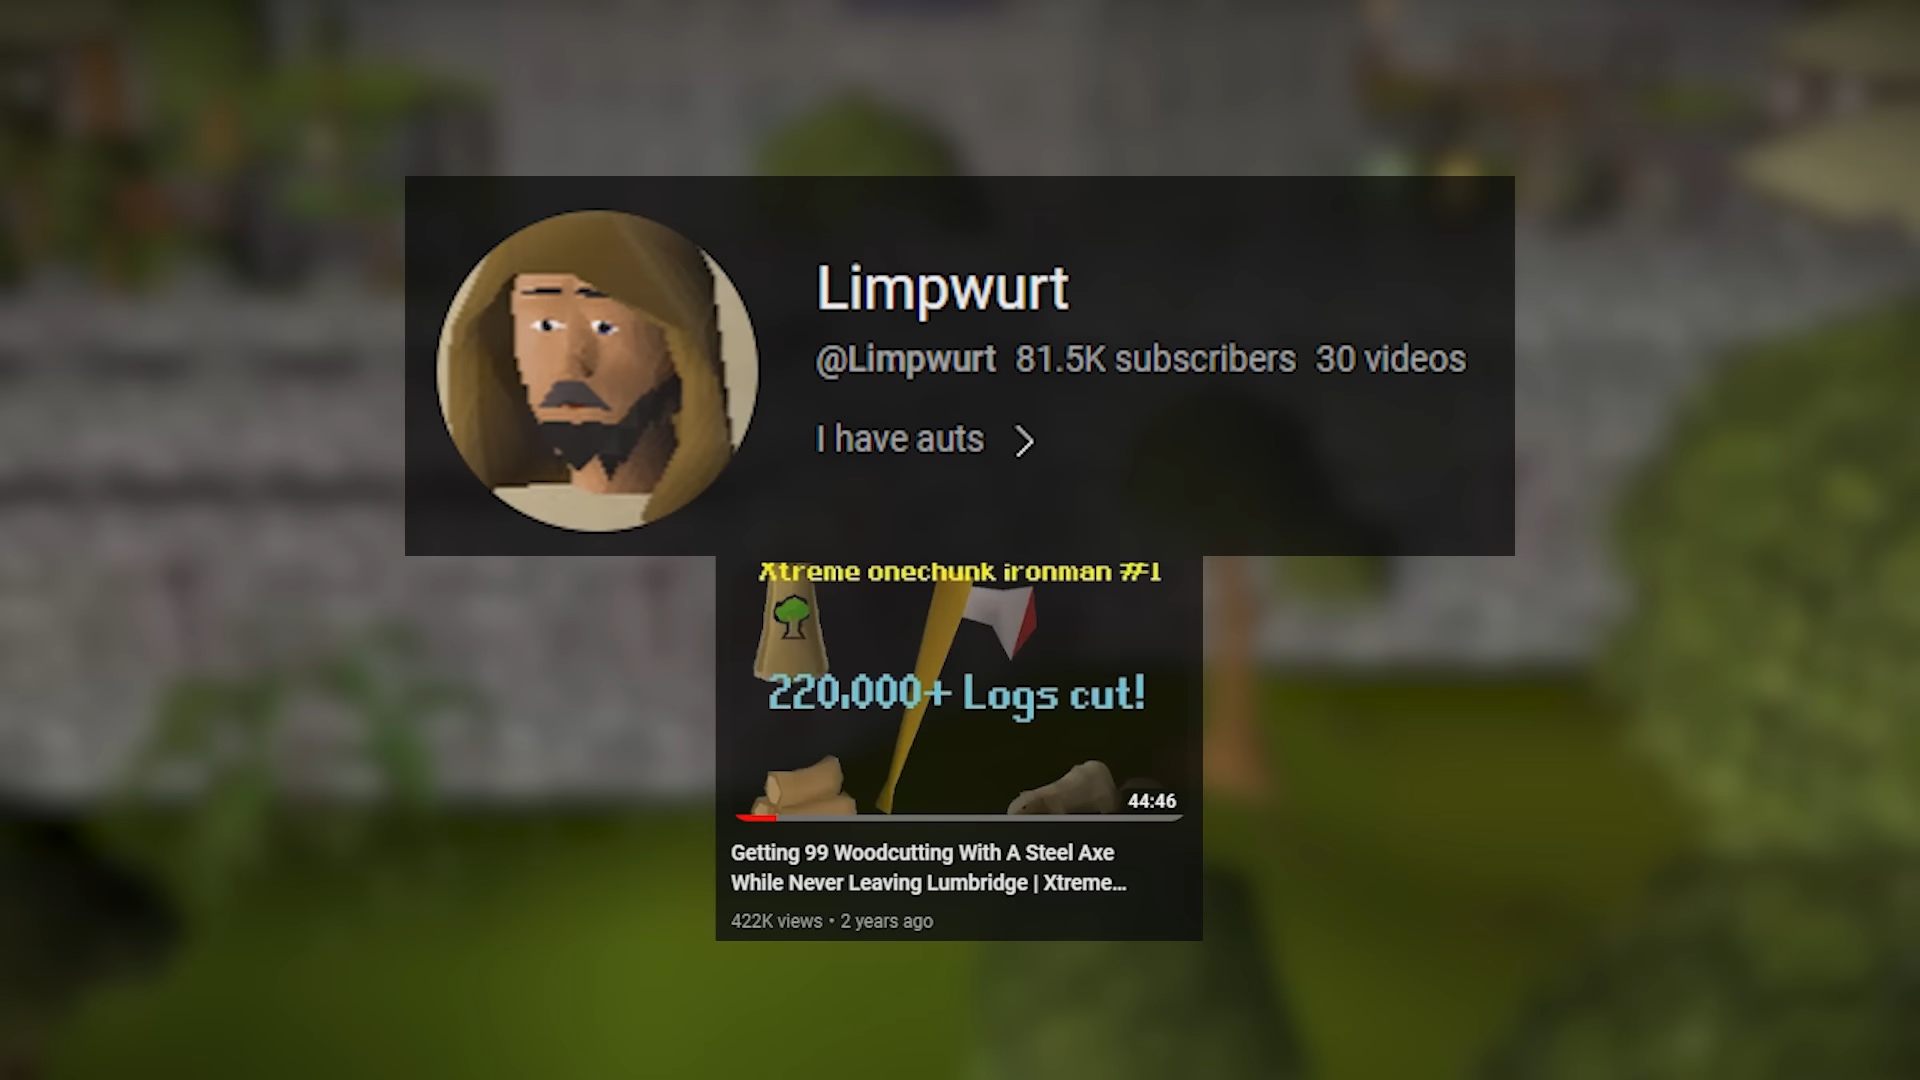 Limpwurt
@Limpwurt 81.5K subscribers 30 videos
I have auts
Xtreme onechunk ironman #1
220,000+ Logs cut!
44:46
Getting 99 Woodcutting With A Steel Axe
While Never Leaving Lumbridge | Xtreme...
422K views • 2 years ago